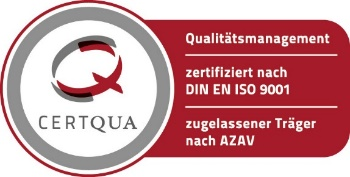 CERTQUA
Qualitätsmanagement
zertifiziert nach
DIN EN ISO 9001
zugelassener Träger
nach AZAV